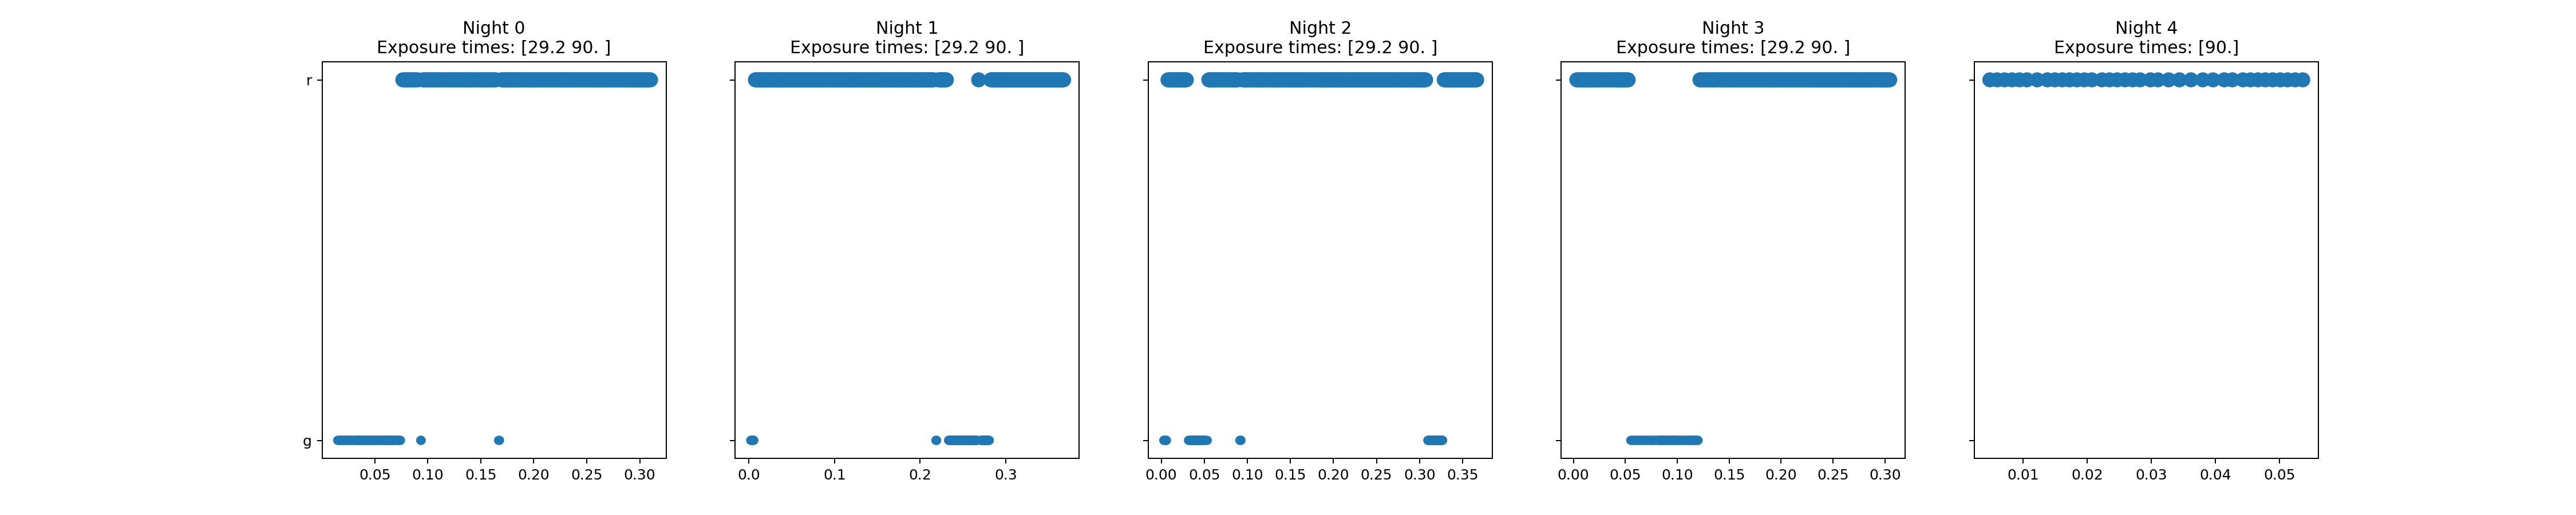 Night 0
Exposure times: [29.2 90. ]
Night 1
Exposure times: [29.2 90. ]
Night 2
Exposure times: [29.2 90. ]
Night 3
Exposure times: [29.2 90. ]
Night 4
Exposure times: [90.]
r
g
0.05 0.10 0.15 0.20 0.25 0.30
0.0 0.1 0.2 0.3
0.00 0.05 0.10 0.15 0.20 0.25 0.30 0.35
0.00 0.05 0.10 0.15 0.20 0.25 0.30
0.01 0.02 0.03 0.04 0.05